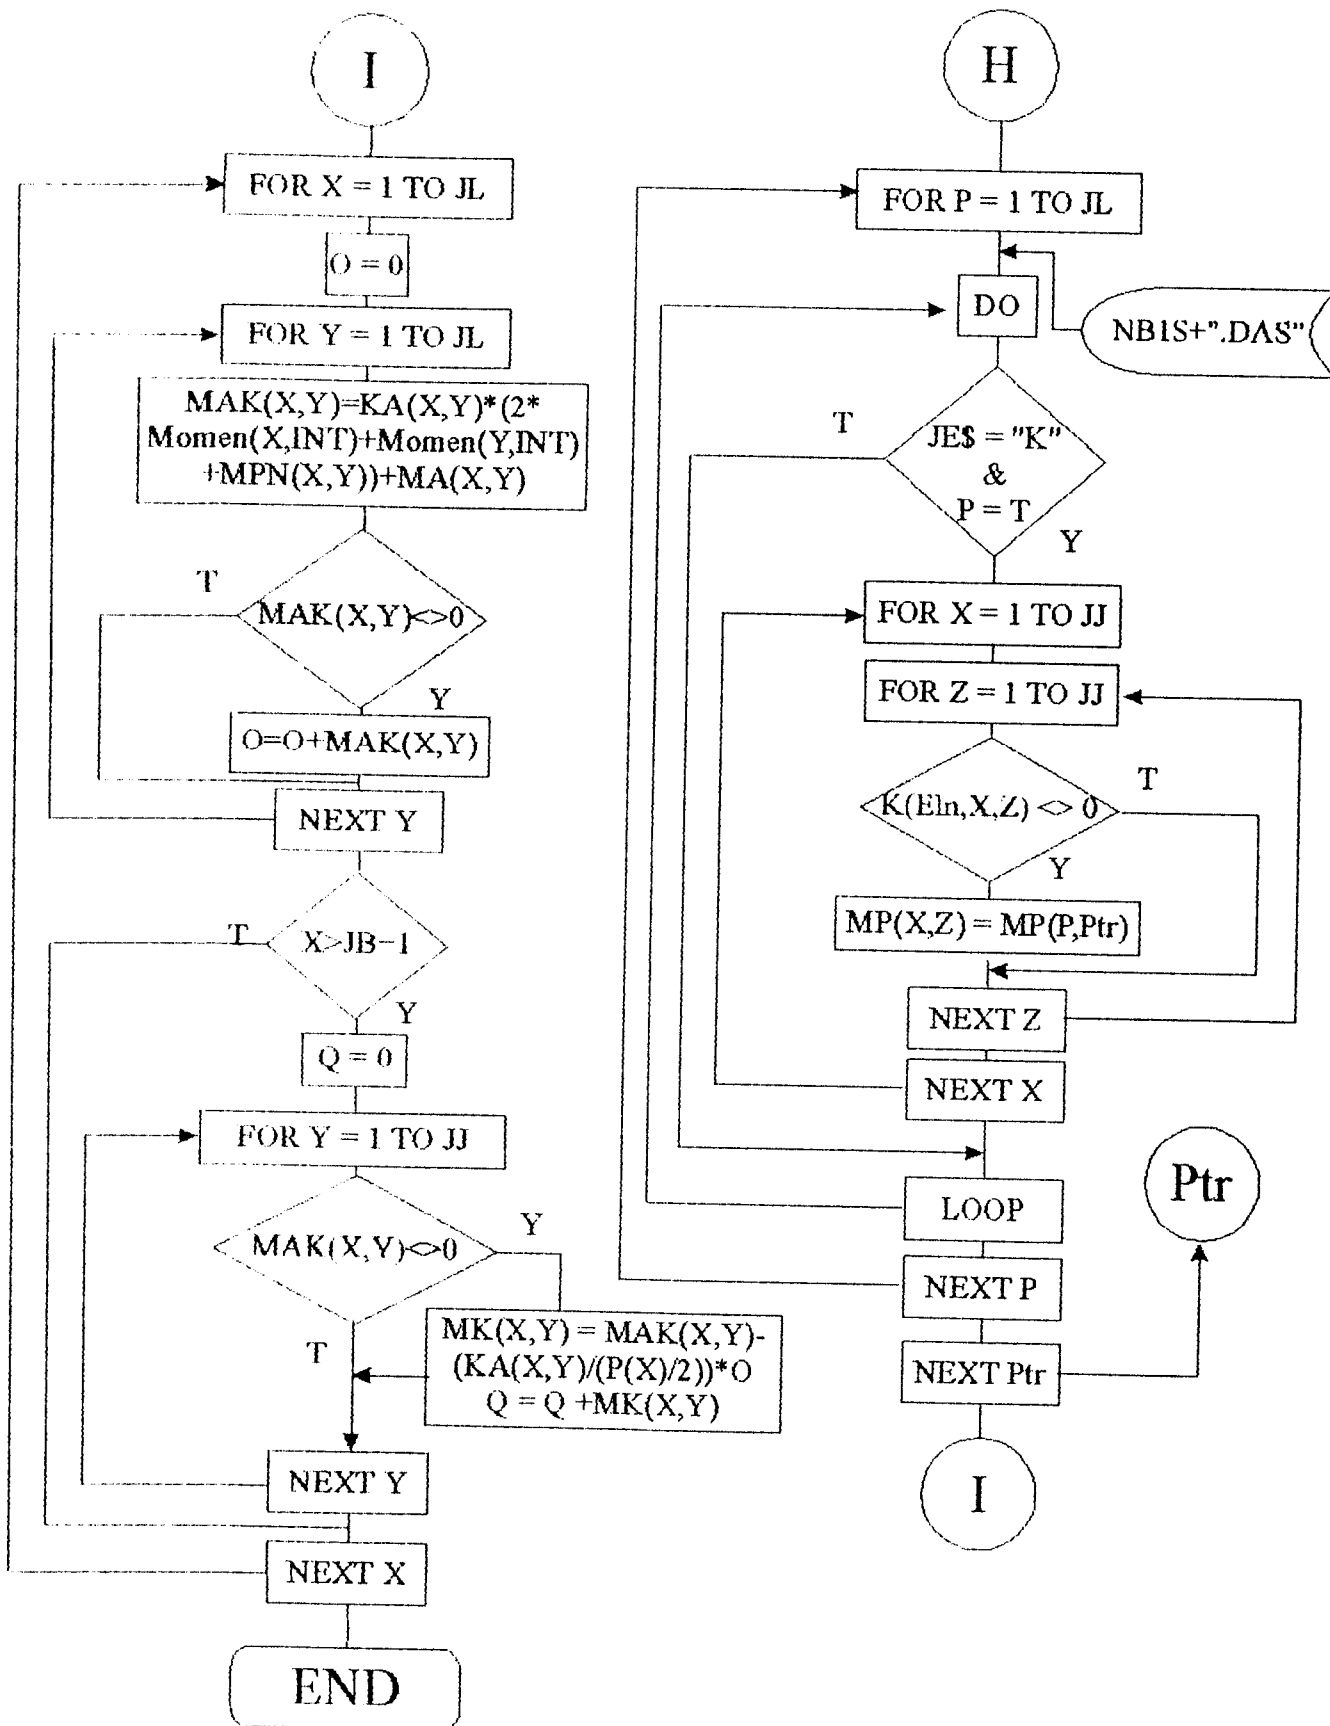 I
FOR X = 1 TO JL
O = 0
FOR Y = 1 TO JL
MAK(X,Y)=KA(X,Y)*(2*
Momen(X,INT)+Momen(Y,INT)
+MPN(X,Y))+MA(X,Y)
T
MAK(X,Y)<>0
Y
O=O+MAK(X,Y)
NEXT Y
T
X>JB-1
Y
Q = 0
FOR Y = 1 TO JJ
MAK(X,Y)<>0
Y
T
MK(X,Y) = MAK(X,Y)-
(KA(X,Y)/(P(X)/2))*O
Q = Q +MK(X,Y)
NEXT Y
NEXT X
END
H
FOR P = 1 TO JL
DO
NB1S+".DAS"
T
JE$ = "K"
&
P = T
Y
FOR X = 1 TO JJ
FOR Z = 1 TO JJ
K(Eln,X,Z) <> 0
T
Y
MP(X,Z) = MP(P,Ptr)
NEXT Z
NEXT X
LOOP
NEXT P
NEXT Ptr
Ptr
I